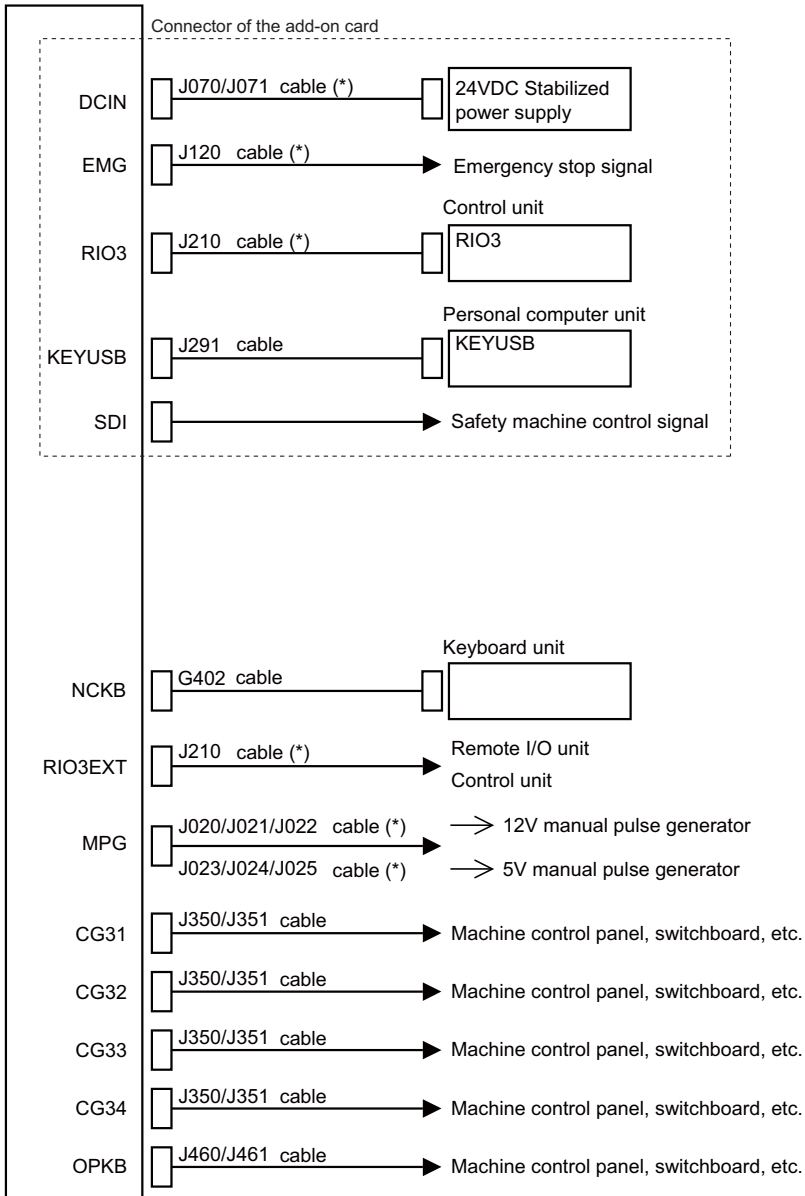 Connector of the add-on card
DCIN
J070/J071 cable (*)
24VDC Stabilized
power supply
EMG
J120 cable (*)
Emergency stop signal
Control unit
RIO3
J210 cable (*)
RIO3
Personal computer unit
KEYUSB
J291 cable
KEYUSB
SDI
Safety machine control signal
Keyboard unit
NCKB
G402 cable
RIO3EXT
J210 cable (*)
Remote I/O unit
Control unit
MPG
J020/J021/J022 cable (*)
12V manual pulse generator
J023/J024/J025 cable (*)
5V manual pulse generator
CG31
J350/J351 cable
Machine control panel, switchboard, etc.
CG32
J350/J351 cable
Machine control panel, switchboard, etc.
CG33
J350/J351 cable
Machine control panel, switchboard, etc.
CG34
J350/J351 cable
Machine control panel, switchboard, etc.
OPKB
J460/J461 cable
Machine control panel, switchboard, etc.